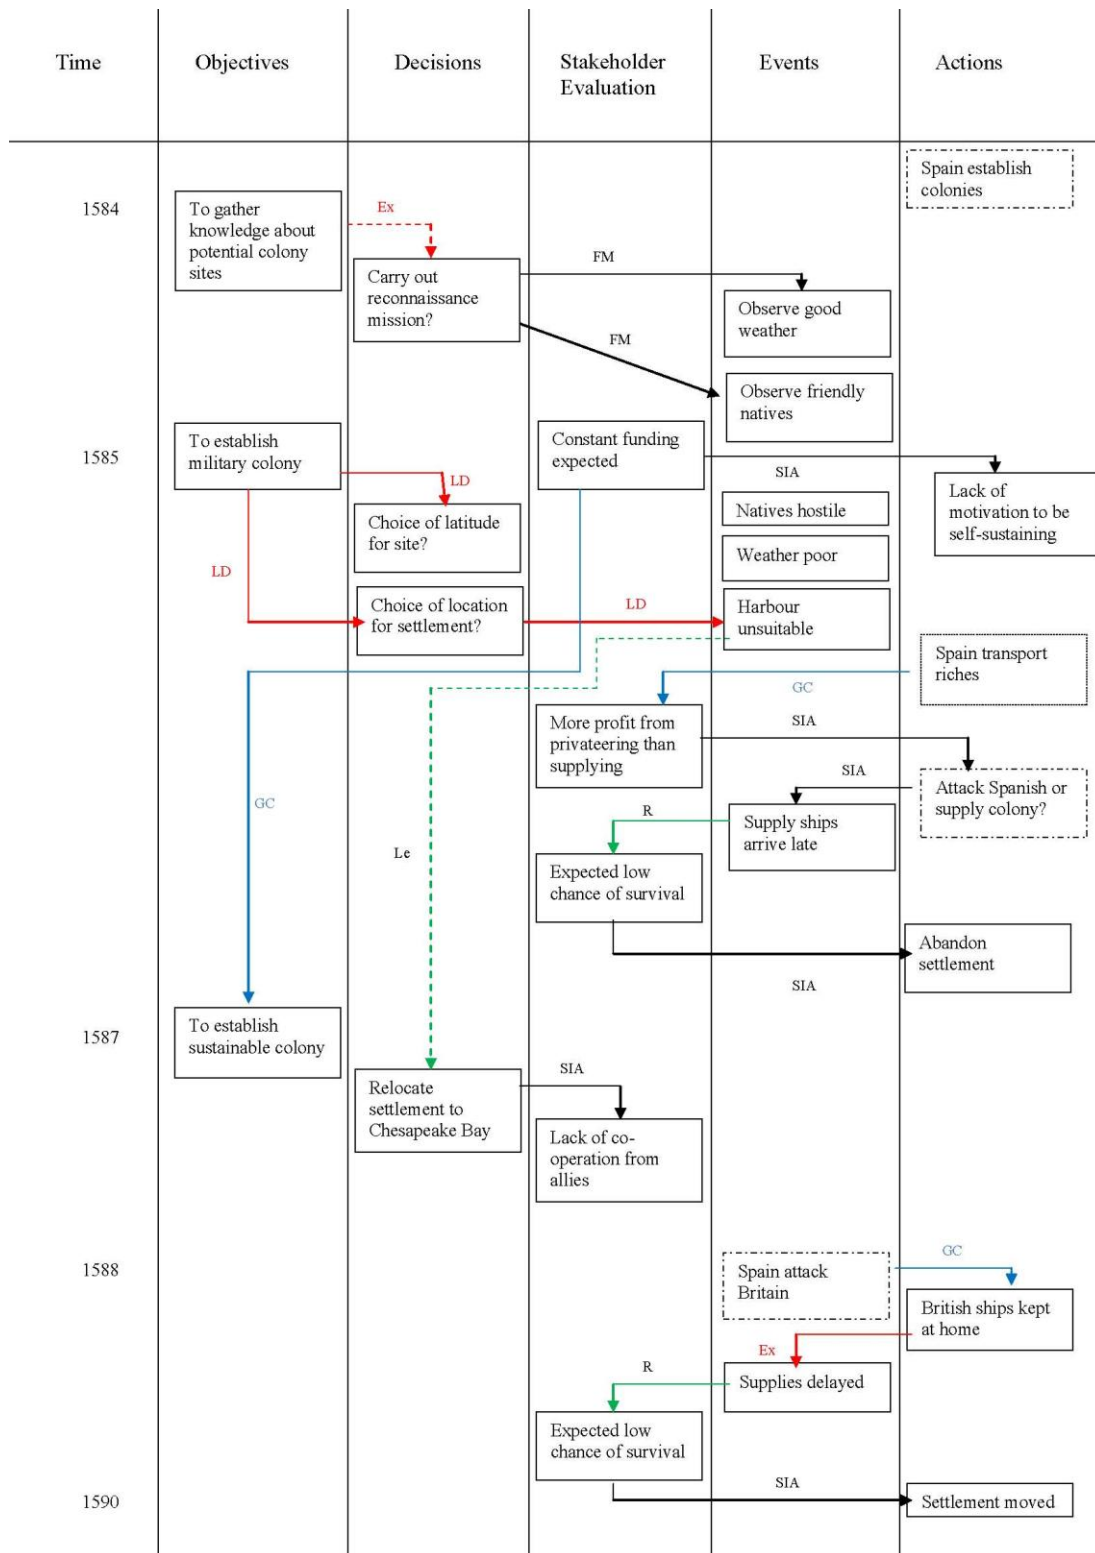 Time
Objectives
Decisions
Stakeholder
Evaluation
Events
Actions
Spain establish
colonies
1584
To gather
knowledge about
potential colony
sites
Ex
Carry out
reconnaissance
mission?
FM
Observe good
weather
FM
Observe friendly
natives
1585
To establish
military colony
LD
Constant funding
expected
SIA
Lack of
motivation to be
self-sustaining
Choice of latitude
for site?
Natives hostile
Weather poor
LD
Choice of location
for settlement?
LD
Harbour
unsuitable
Spain transport
riches
GC
More profit from
privateering than
supplying
SIA
Attack Spanish or
supply colony?
SIA
GC
Supply ships
arrive late
R
Le
Expected low
chance of survival
Abandon
settlement
SIA
1587
To establish
sustainable colony
Relocate
settlement to
Chesapeake Bay
SIA
Lack of co-
operation from
allies
1588
Spain attack
Britain
GC
British ships kept
at home
Ex
Supplies delayed
R
Expected low
chance of survival
SIA
1590
Settlement moved